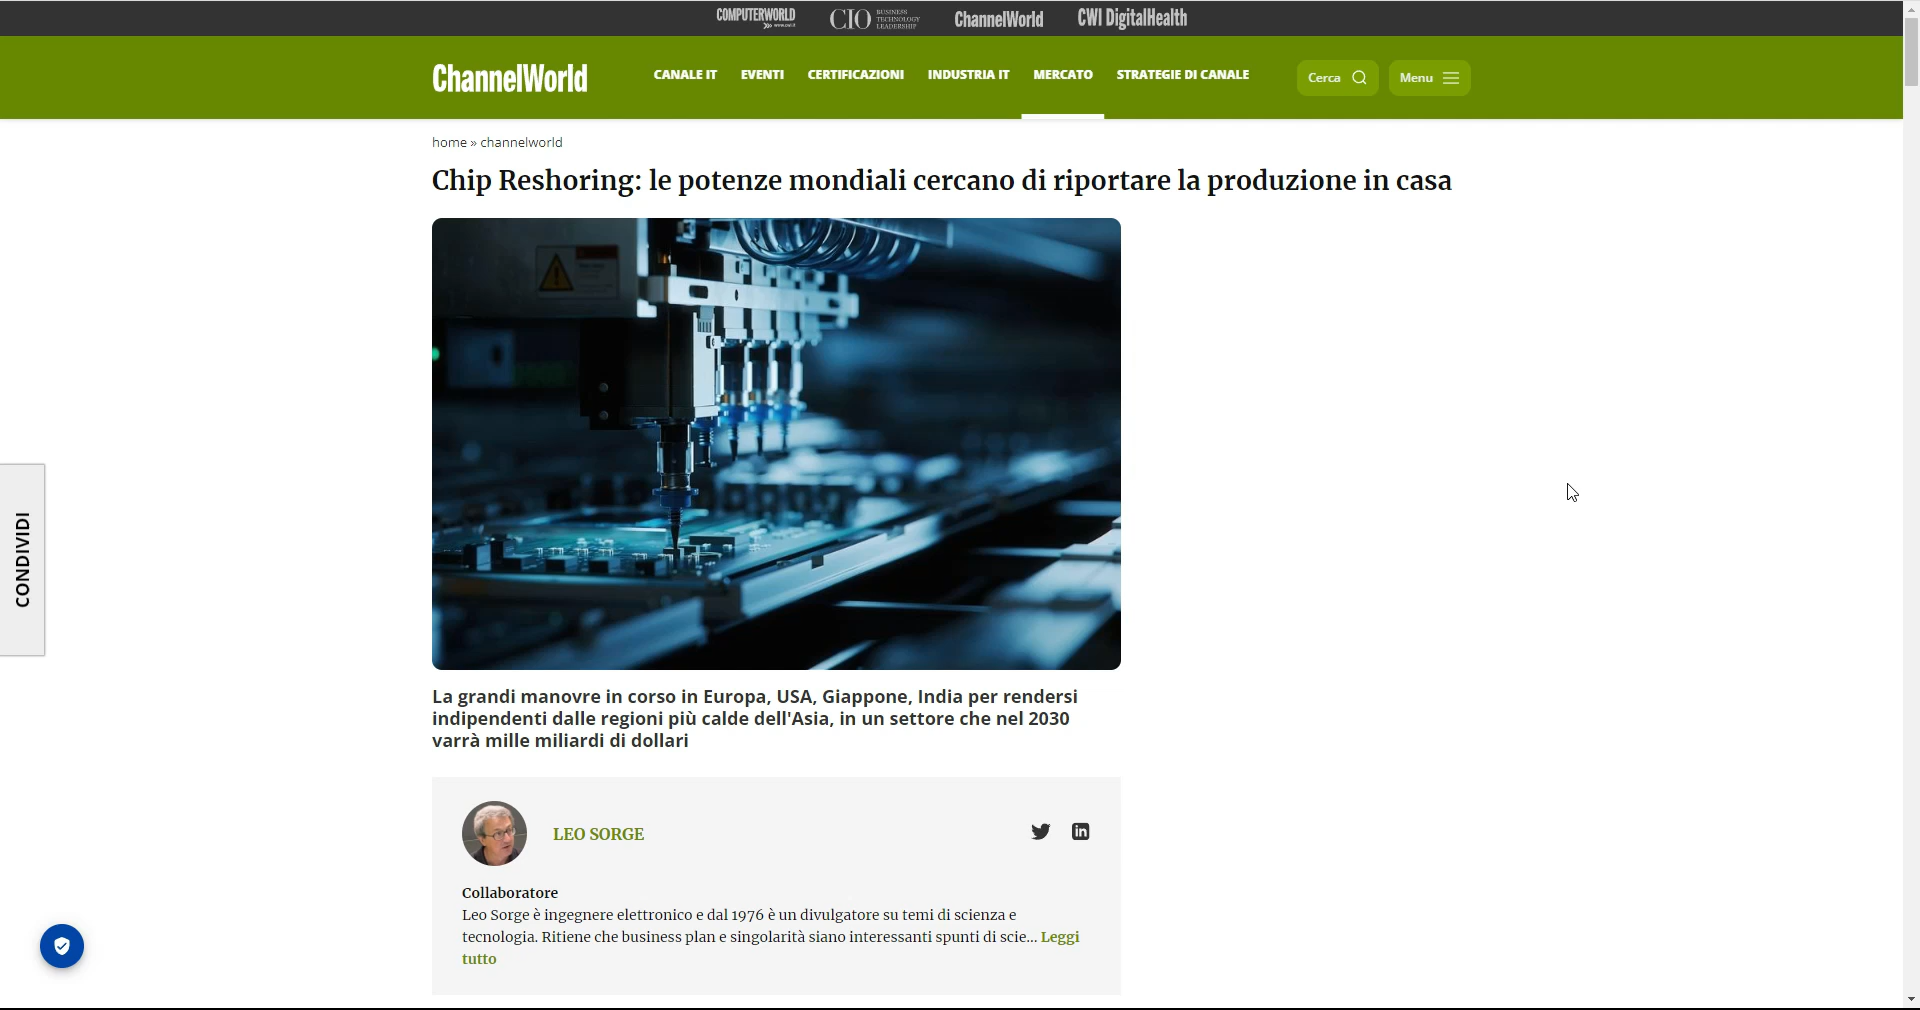 COMPUTERWORLD
CIO BUSINESS TECHNOLOGY LEADERSHIP
ChannelWorld
CWI DigitalHealth
ChannelWorld
CANALE IT EVENTI CERTIFICAZIONI INDUSTRIA IT MERCATO STRATEGIE DI CANALE
Cerca
Menu
home » channelworld
Chip Reshoring: le potenze mondiali cercano di riportare la produzione in casa
CONDIVIDI
La grandi manovre in corso in Europa, USA, Giappone, India per rendersi
indipendenti dalle regioni più calde dell'Asia, in un settore che nel 2030
varrà mille miliardi di dollari
LEO SORGE
in
Collaboratore
Leo Sorge è ingegnere elettronico e dal 1976 è un divulgatore su temi di scienza e
tecnologia. Ritiene che business plan e singolarità siano interessanti spunti di scie... Leggi
tutto